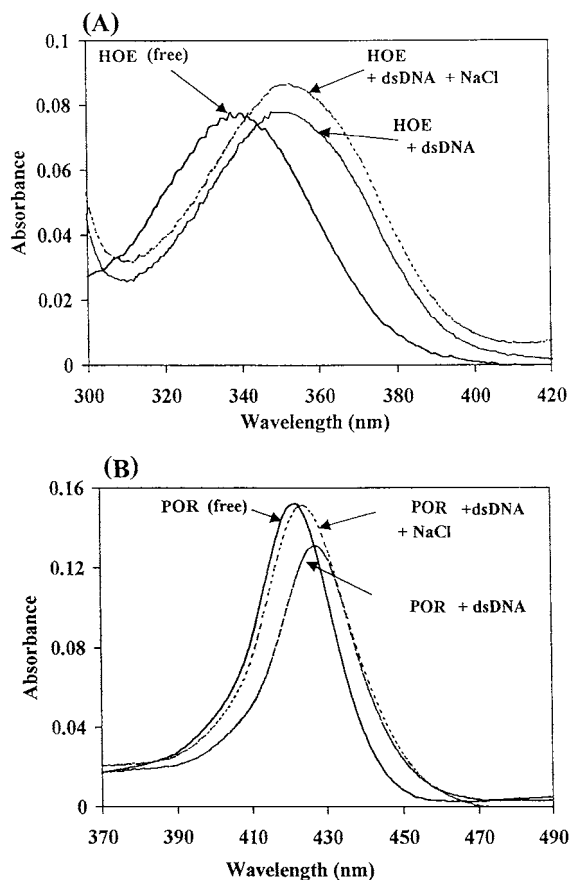 (A)
0.1
0.08
0.06
0.04
0.02
0
Absorbance
HOE (free)
HOE
+ dsDNA + NaCl
HOE
+ dsDNA
300 320 340 360 380 400 420
Wavelength (nm)
(B)
0.16
0.12
0.08
0.04
0
Absorbance
POR (free)
POR +dsDNA
+ NaCl
POR + dsDNA
370 390 410 430 450 470 490
Wavelength (nm)